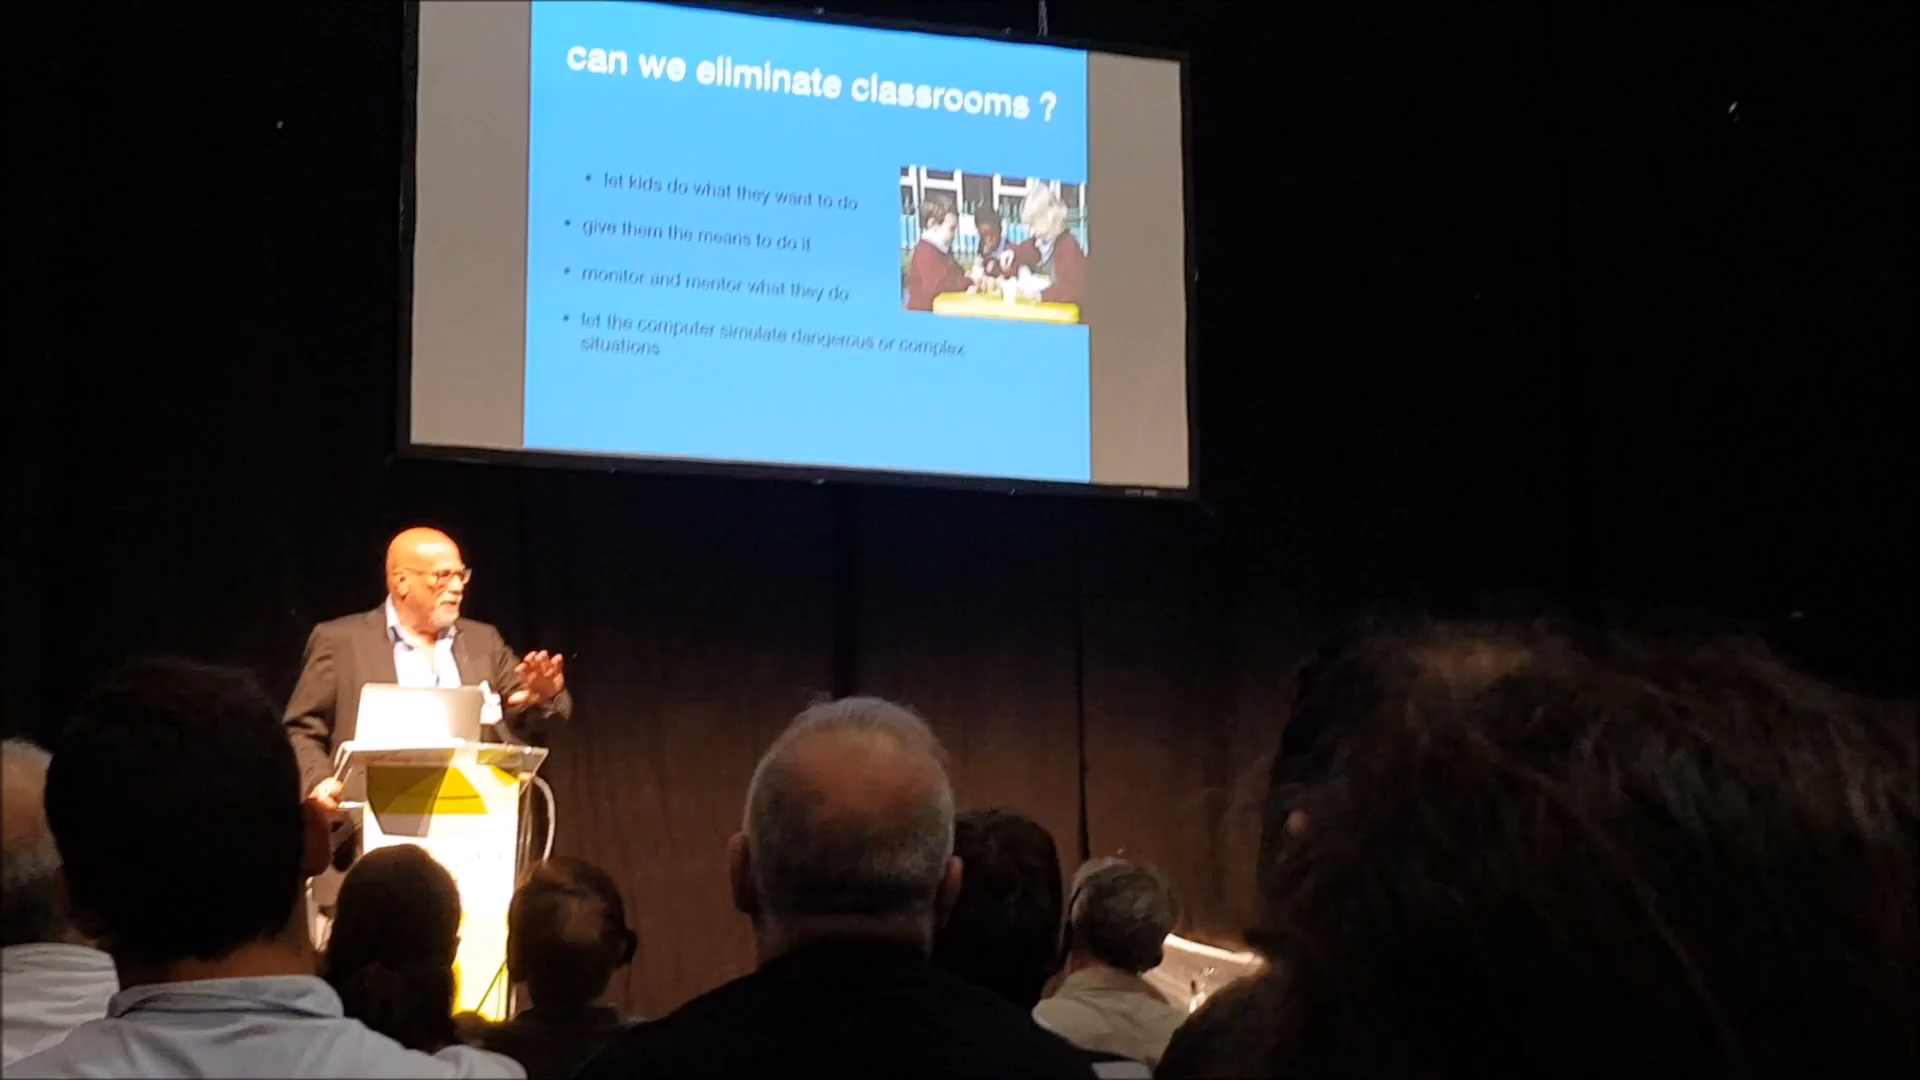 can we eliminate classrooms ?
• let kids do what they want to do
• give them the means to do it
• monitor and mentor what they do
• let the computer simulate dangerous or complex
situations